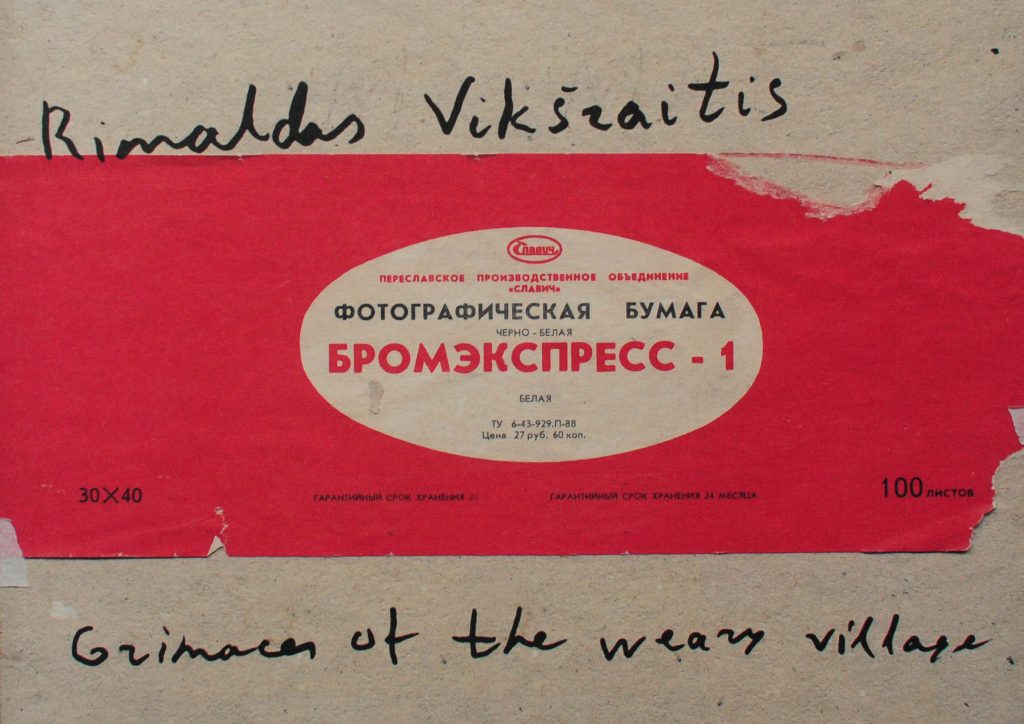 Rimaldas Vikšraitis
Славич
ПЕРЕСЛАВСКОЕ ПРОИЗВОДСТВЕННОЕ ОБЪЕДИНЕНИЕ
«СЛАВИЧ»
ФОТОГРАФИЧЕСКАЯ БУМАГА
ЧЕРНО - БЕЛАЯ
БРОМЭКСПРЕСС - 1
БЕЛАЯ
ТУ 6-43-929.П-88
Цена 27 руб. 60 коп.
30×40 ГАРАНТИЙНЫЙ СРОК ХРАНЕНИЯ ГАРАНТИЙНЫЙ СРОК ХРАНЕНИЯ 24 МЕСЯЦА 100 ЛИСТОВ
Grimaces of the weary village